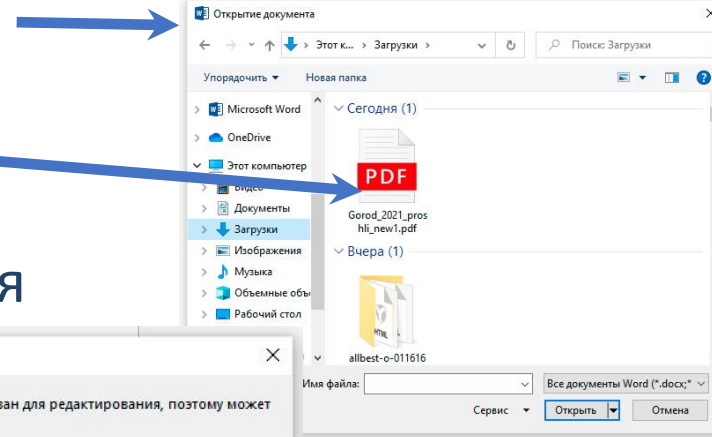 Открытие документа
Этот к... › Загрузки ›
Поиск: Загрузки
Упорядочить
Новая папка
Microsoft Word
OneDrive
Этот компьютер
Видео
Документы
Загрузки
Изображения
Музыка
Объемные объ
Рабочий стол
Сегодня (1)
PDF
Gorod_2021_pros
hli_new1.pdf
Вчера (1)
HTML
allbest-o-011616
я
ван для редактирования, поэтому может
Имя файла:
Все документы Word (*.docx;*
Сервис
Открыть
Отмена